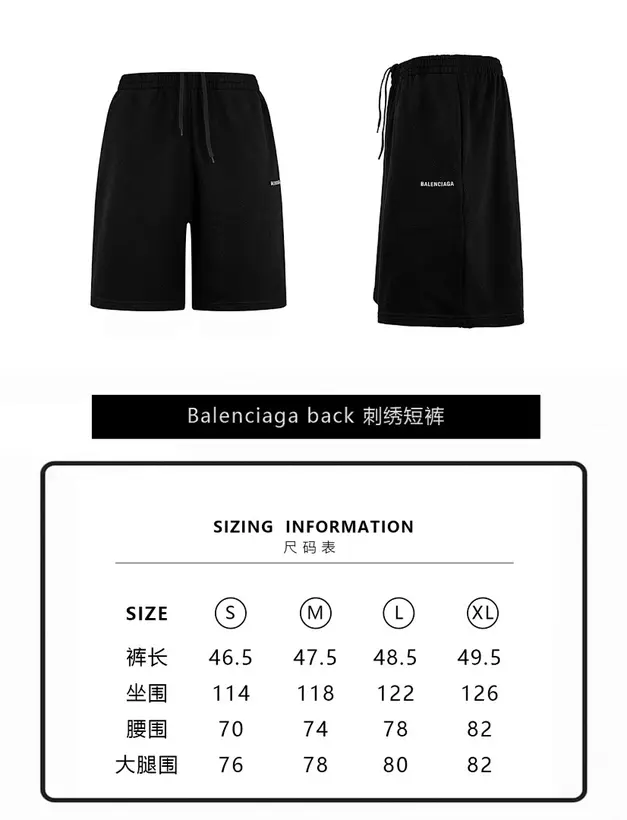 BALENCIAGA
Balenciaga back 刺绣短裤
SIZING INFORMATION
尺码表
SIZE S M L XL
裤长 46.5 47.5 48.5 49.5
坐围 114 118 122 126
腰围 70 74 78 82
大腿围 76 78 80 82